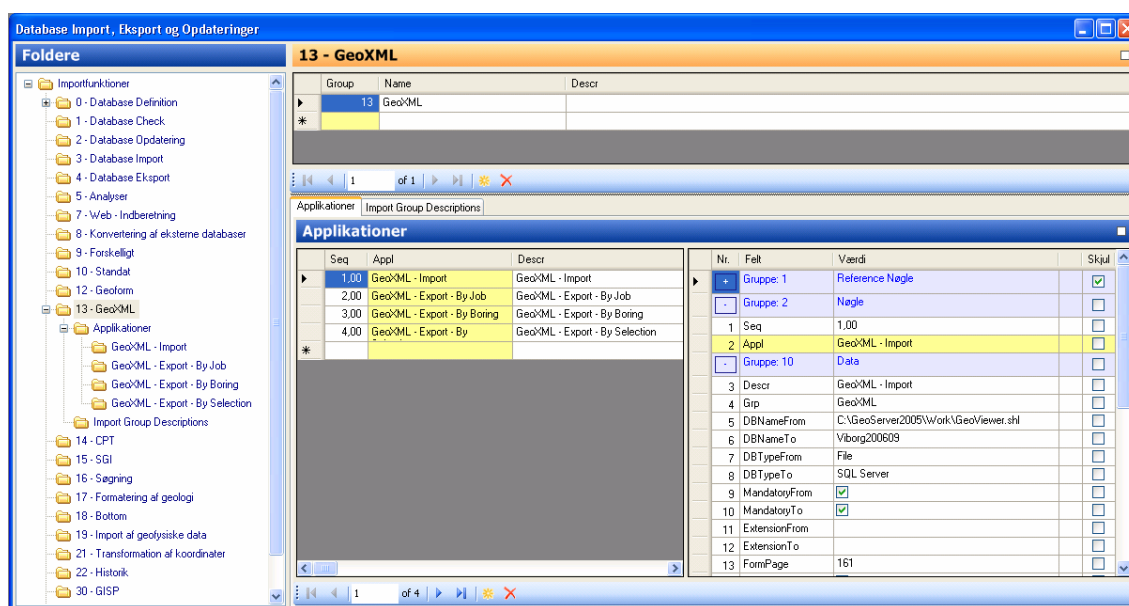 Database Import, Eksport og Opdateringer
Foldere
Importfunktioner
0 - Database Definition
1 - Database Check
2 - Database Opdatering
3 - Database Import
4 - Database Eksport
5 - Analyser
7 - Web - Indberetning
8 - Konvertering af eksterne databaser
9 - Forskelligt
10 - Standat
12 - Geoform
13 - GeoXML
Applikationer
GeoXML - Import
GeoXML - Export - By Job
GeoXML - Export - By Boring
GeoXML - Export - By Selection
Import Group Descriptions
14 - CPT
15 - SGI
16 - Søgning
17 - Formatering af geologi
18 - Bottom
19 - Import af geofysiske data
21 - Transformation af koordinater
22 - Historik
30 - GISP
13 - GeoXML
Group Name Descr
13 GeoXML
1 of 1
Applikationer Import Group Descriptions
Applikationer
Seq Appl Descr
1,00 GeoXML - Import GeoXML - Import
2,00 GeoXML - Export - By Job GeoXML - Export - By Job
3,00 GeoXML - Export - By Boring GeoXML - Export - By Boring
4,00 GeoXML - Export - By GeoXML - Export - By Selection
1 of 4
Nr. Felt Værdi Skjul
+ Gruppe: 1 Reference Nøgle
- Gruppe: 2 Nøgle
1 Seq 1,00
2 Appl GeoXML - Import
- Gruppe: 10 Data
3 Descr GeoXML - Import
4 Grp GeoXML
5 DBNameFrom C:\GeoServer2005\Work\GeoViewer.shl
6 DBNameTo Viborg200609
7 DBTypeFrom File
8 DBTypeTo SQL Server
9 MandatoryFrom
10 MandatoryTo
11 ExtensionFrom
12 ExtensionTo
13 FormPage 161